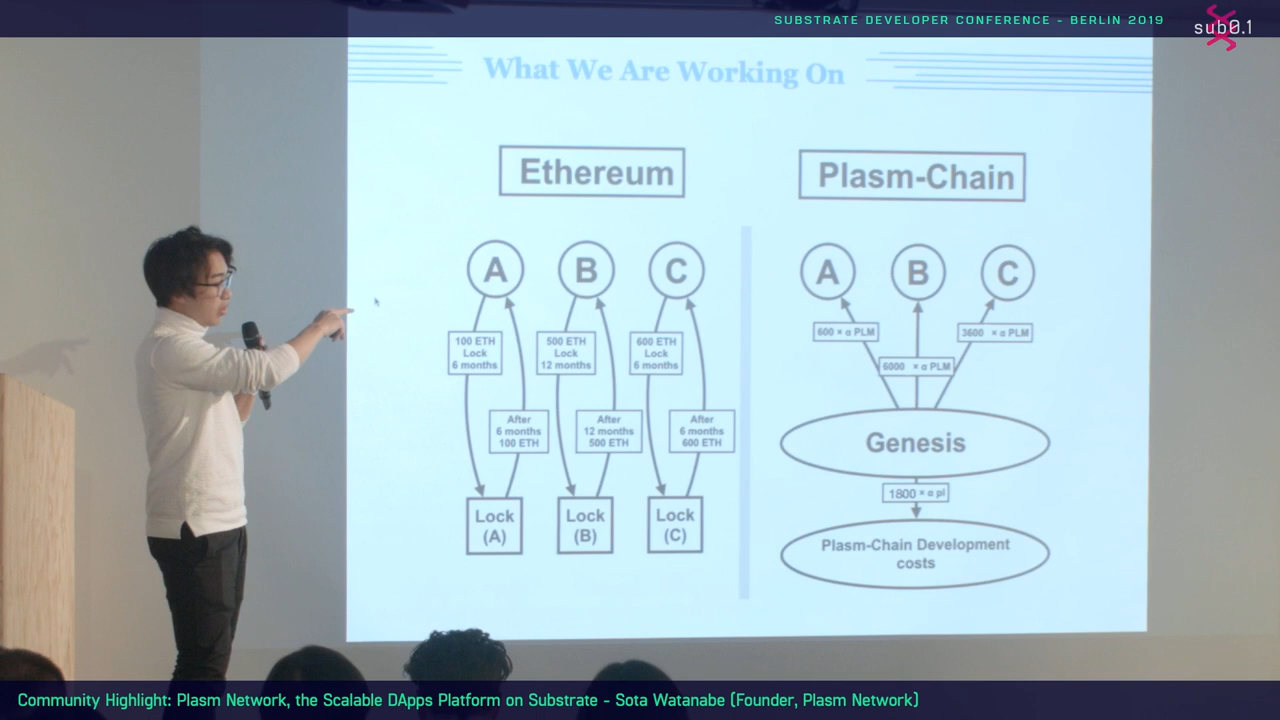 SUBSTRATE DEVELOPER CONFERENCE - BERLIN 2019
sub0.1
What We Are Working On
Ethereum
Plasm-Chain
A
B
C
A
B
C
100 ETH
Lock
6 months
500 ETH
Lock
12 months
600 ETH
Lock
6 months
600 × α PLM
3600 × α PLM
6000 × α PLM
After
6 months
100 ETH
After
12 months
500 ETH
After
6 months
600 ETH
Genesis
1800 × α pl
Lock
(A)
Lock
(B)
Lock
(C)
Plasm-Chain Development
costs
Community Highlight: Plasm Network, the Scalable DApps Platform on Substrate - Sota Watanabe (Founder, Plasm Network)